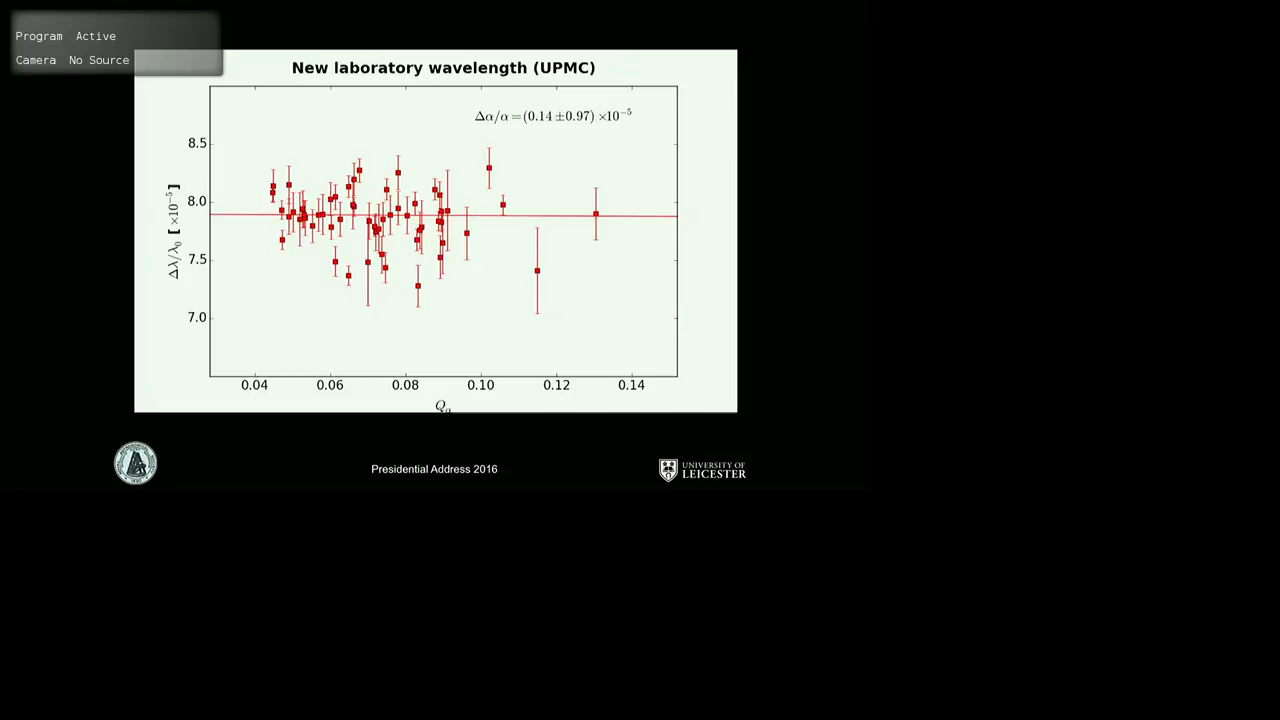 Program Active
Camera No Source
New laboratory wavelength (UPMC)
Δα/α=(0.14±0.97)×10⁻⁵
8.5
8.0
7.5
7.0
Δλ/λ₀ [×10⁻⁵]
0.04 0.06 0.08 0.10 0.12 0.14
Qα
Presidential Address 2016
UNIVERSITY OF
LEICESTER